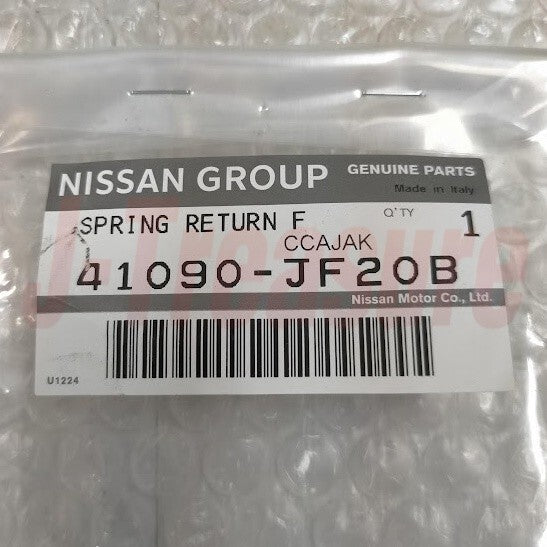 NISSAN GROUP GENUINE PARTS
Made in Italy
SPRING RETURN F Q'TY 1
CCAJAK
41090-JF20B
Nissan Motor Co., Ltd.
U1224
J-Treasure